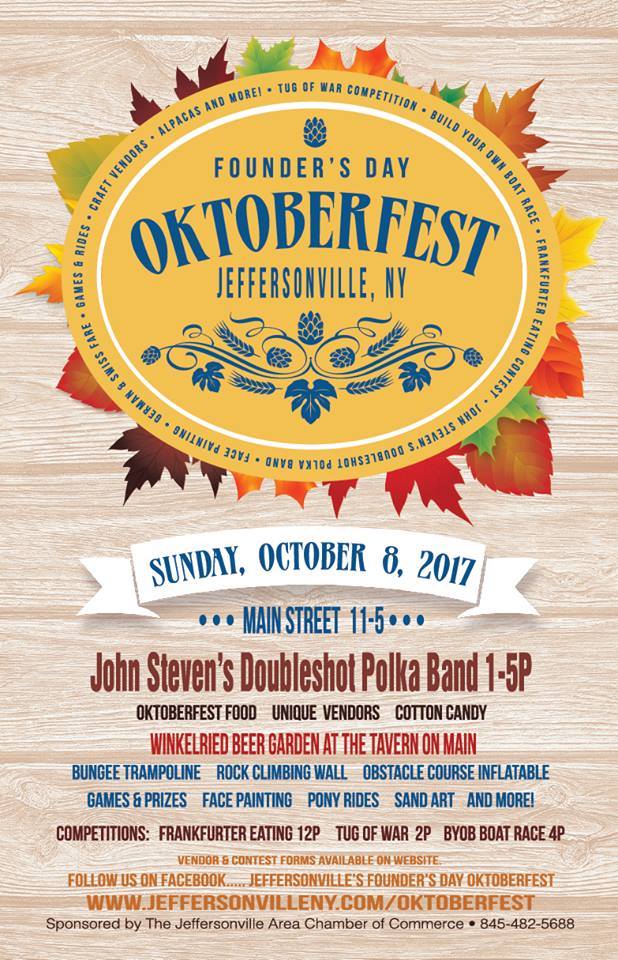 ALPACAS AND MORE! • TUG OF WAR COMPETITION • BUILD YOUR OWN BOAT RACE • FRANKFURTER EATING CONTEST • JOHN STEVEN'S DOUBLESHOT POLKA BAND • FACE PAINTING • GERMAN & SWISS FARE • GAMES & RIDES • CRAFT VENDORS •
FOUNDER'S DAY
OKTOBERFEST
JEFFERSONVILLE, NY
SUNDAY, OCTOBER 8, 2017
••• MAIN STREET 11-5 •••
John Steven's Doubleshot Polka Band 1-5P
OKTOBERFEST FOOD UNIQUE VENDORS COTTON CANDY
WINKELRIED BEER GARDEN AT THE TAVERN ON MAIN
BUNGEE TRAMPOLINE ROCK CLIMBING WALL OBSTACLE COURSE INFLATABLE
GAMES & PRIZES FACE PAINTING PONY RIDES SAND ART AND MORE!
COMPETITIONS: FRANKFURTER EATING 12P TUG OF WAR 2P BYOB BOAT RACE 4P
VENDOR & CONTEST FORMS AVAILABLE ON WEBSITE.
FOLLOW US ON FACEBOOK..... JEFFERSONVILLE'S FOUNDER'S DAY OKTOBERFEST
WWW.JEFFERSONVILLENY.COM/OKTOBERFEST
Sponsored by The Jeffersonville Area Chamber of Commerce • 845-482-5688